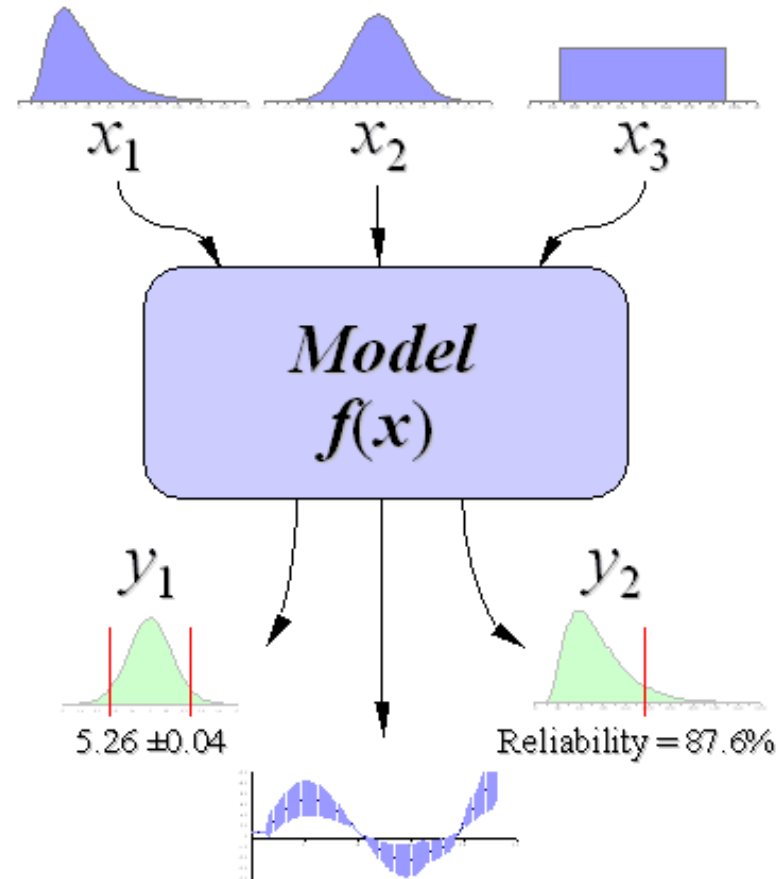 x₁ x₂ x₃
Model
f(x)
y₁ y₂
5.26 ±0.04 Reliability = 87.6%